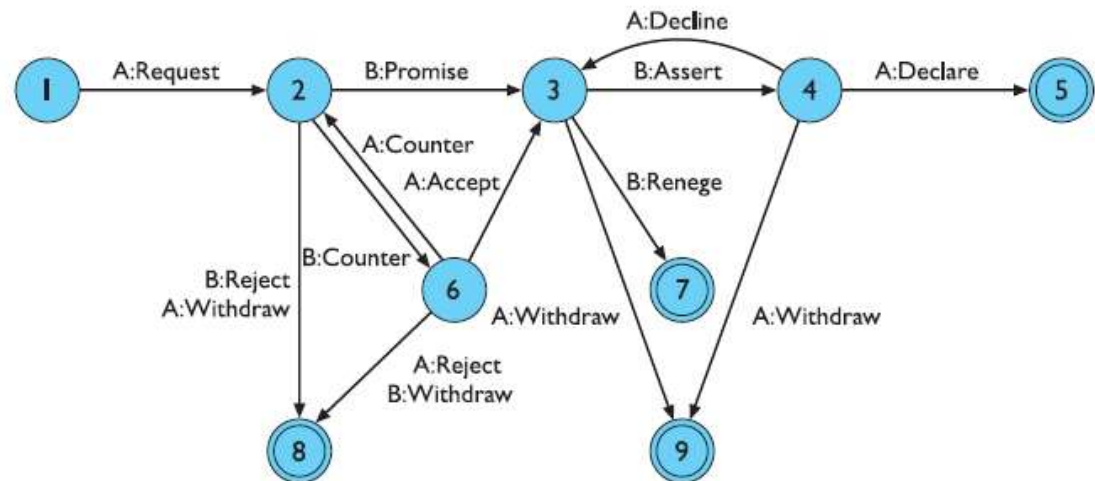 A:Decline
1
A:Request
2
B:Promise
3
B:Assert
4
A:Declare
5
A:Counter
A:Accept
B:Renege
B:Counter
B:Reject
A:Withdraw
6
7
A:Withdraw
A:Withdraw
A:Reject
B:Withdraw
8
9